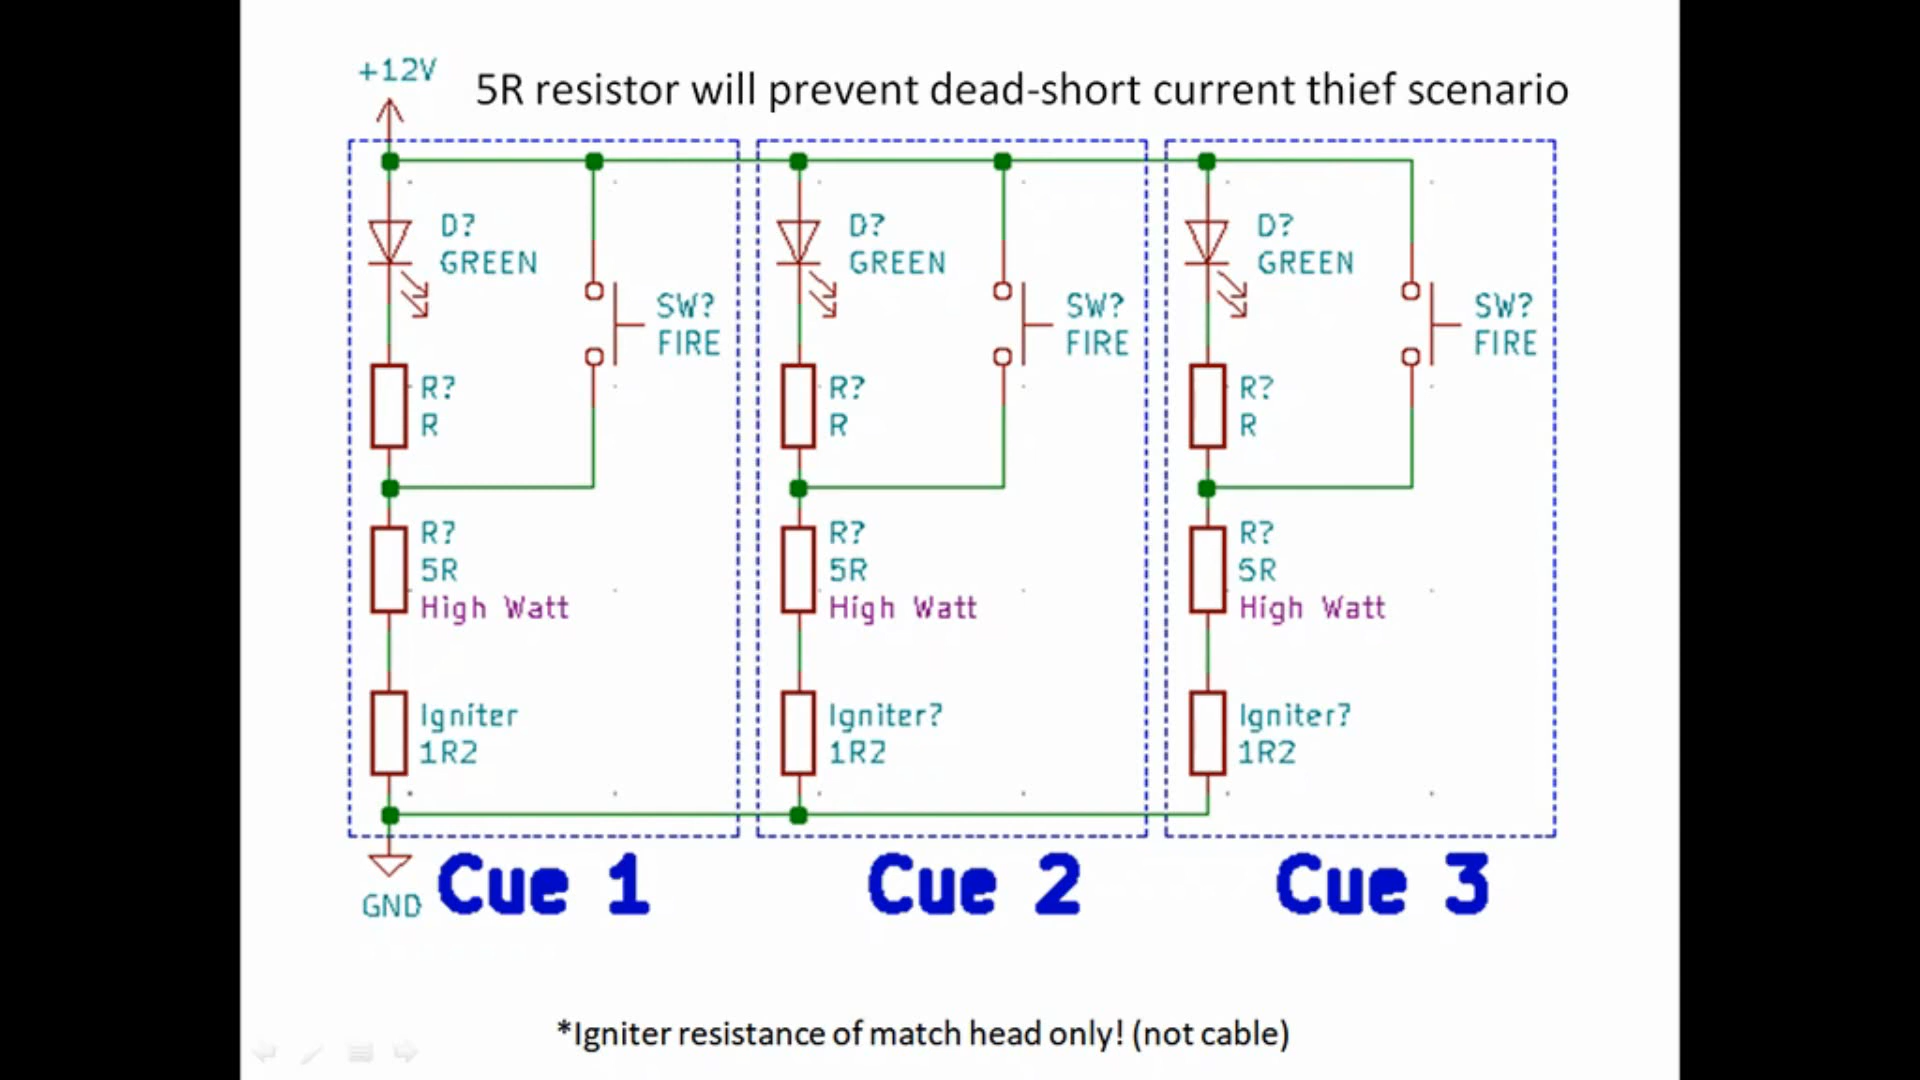 +12V
5R resistor will prevent dead-short current thief scenario
D?
GREEN
SW?
FIRE
R?
R
R?
5R
High Watt
Igniter
1R2
GND
Cue 1
D?
GREEN
SW?
FIRE
R?
R
R?
5R
High Watt
Igniter?
1R2
Cue 2
D?
GREEN
SW?
FIRE
R?
R
R?
5R
High Watt
Igniter?
1R2
Cue 3
*Igniter resistance of match head only! (not cable)